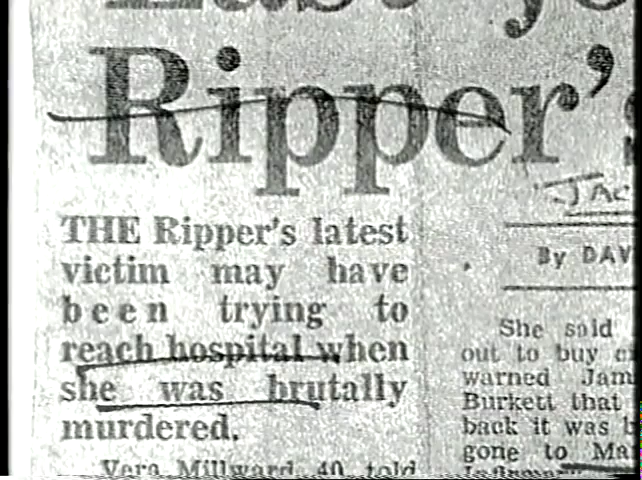 Ripper's
THE Ripper's latest
victim may have
been trying to
reach hospital when
she was brutally
murdered.
Vera Millward, 40, told
JAC
By DAV
She said
out to buy
warned Jam
Burkett that
back it was b
gone to Ma